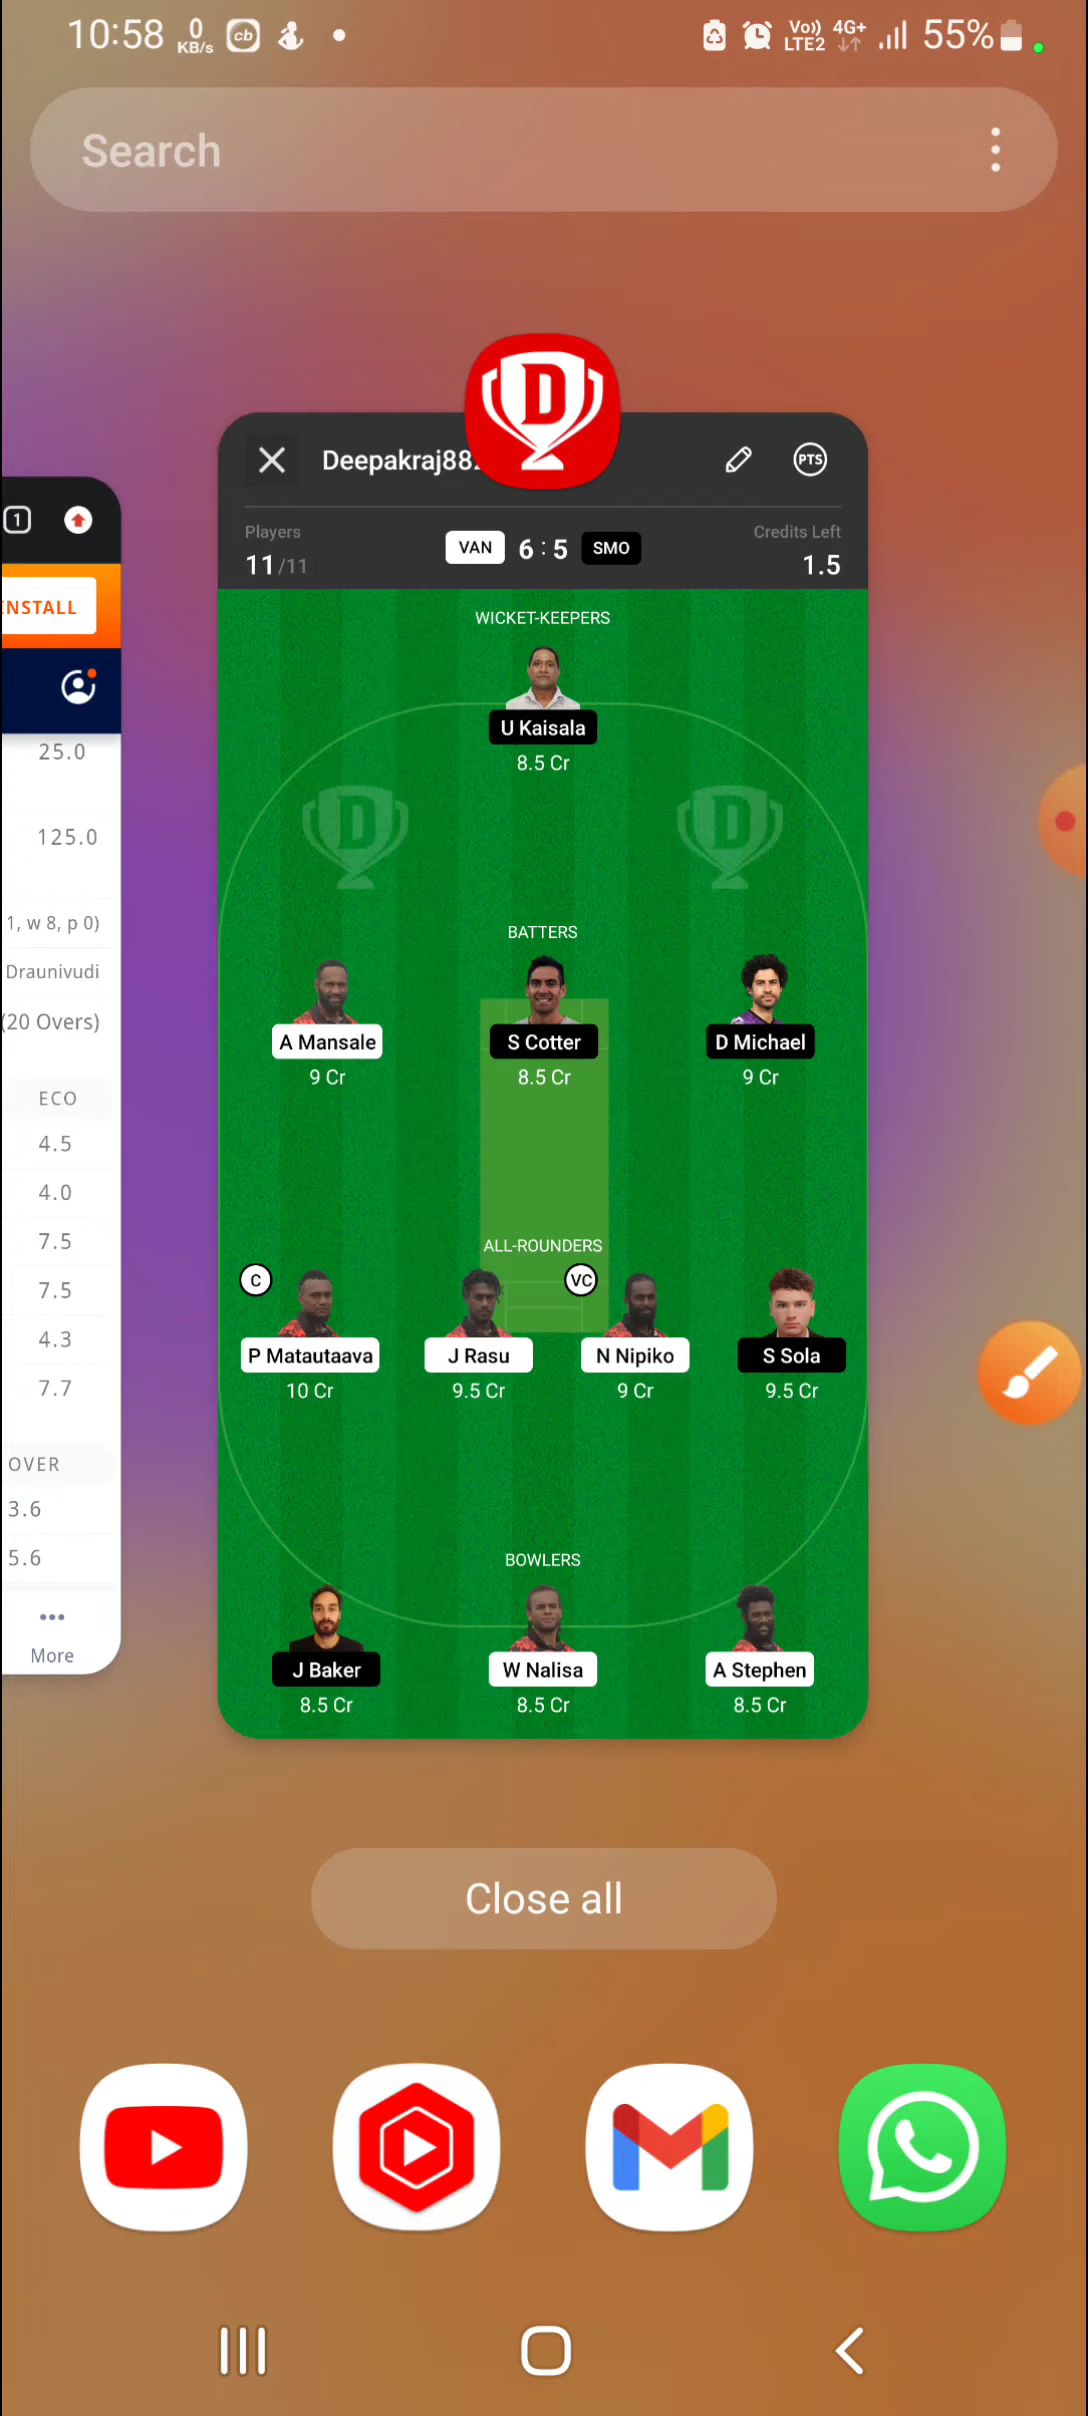 10:58 0 KB/s cb Vo)) LTE2 4G+ 55%
Search
D
Deepakraj88
PTS
Players
11/11
VAN 6 : 5 SMO
Credits Left
1.5
WICKET-KEEPERS
U Kaisala
8.5 Cr
BATTERS
A Mansale S Cotter D Michael
9 Cr 8.5 Cr 9 Cr
ALL-ROUNDERS
C VC
P Matautaava J Rasu N Nipiko S Sola
10 Cr 9.5 Cr 9 Cr 9.5 Cr
BOWLERS
J Baker W Nalisa A Stephen
8.5 Cr 8.5 Cr 8.5 Cr
1
NSTALL
25.0
125.0
1, w 8, p 0)
Draunivudi
(20 Overs)
ECO
4.5
4.0
7.5
7.5
4.3
7.7
OVER
3.6
5.6
More
Close all